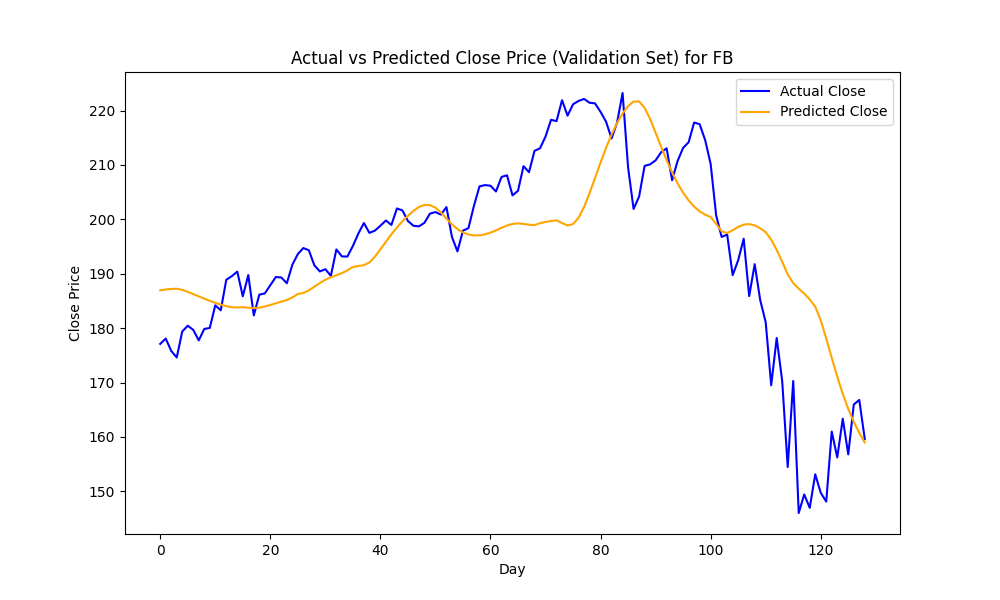 Actual vs Predicted Close Price (Validation Set) for FB
Actual Close
Predicted Close
Close Price
220
210
200
190
180
170
160
150
0 20 40 60 80 100 120
Day